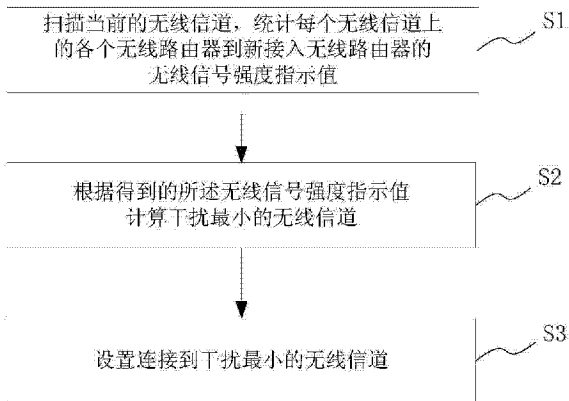 扫描当前的无线信道，统计每个无线信道上
的各个无线路由器到新接入无线路由器的
无线信号强度指示值
S1
根据得到的所述无线信号强度指示值
计算干扰最小的无线信道
S2
设置连接到干扰最小的无线信道
S3